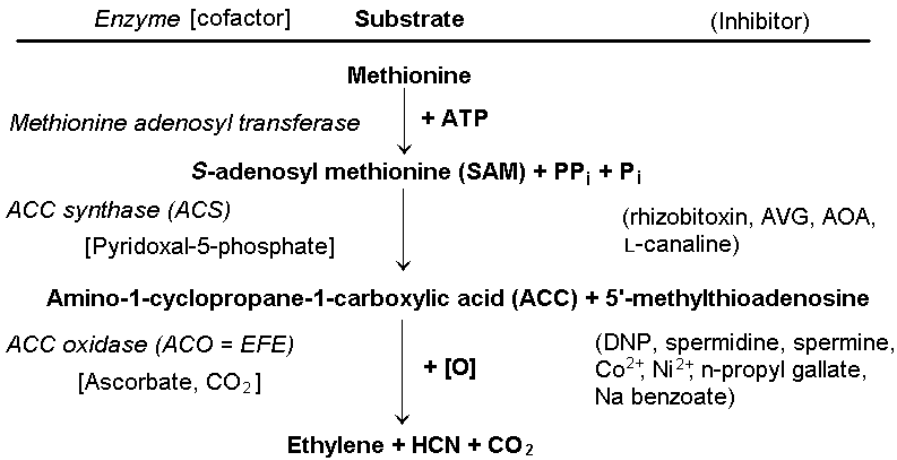 Enzyme [cofactor] Substrate (Inhibitor)
Methionine
Methionine adenosyl transferase + ATP
S-adenosyl methionine (SAM) + PPi + Pi
ACC synthase (ACS) (rhizobitoxin, AVG, AOA,
[Pyridoxal-5-phosphate] L-canaline)
Amino-1-cyclopropane-1-carboxylic acid (ACC) + 5'-methylthioadenosine
ACC oxidase (ACO = EFE) (DNP, spermidine, spermine,
[Ascorbate, CO₂] + [O] Co²⁺, Ni²⁺, n-propyl gallate,
Na benzoate)
Ethylene + HCN + CO₂